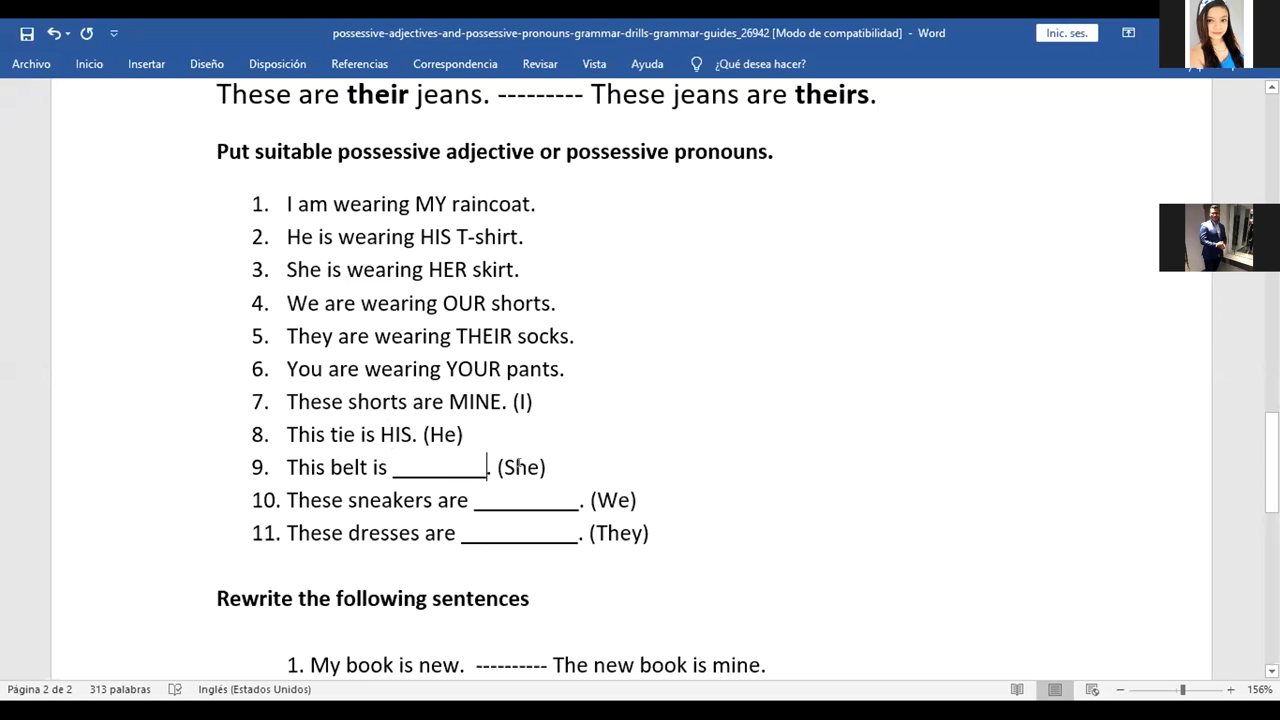 possessive-adjectives-and-possessive-pronouns-grammar-drills-grammar-guides_26942 [Modo de compatibilidad] - Word
Inic. ses.
Archivo Inicio Insertar Diseño Disposición Referencias Correspondencia Revisar Vista Ayuda ¿Qué desea hacer?
These are their jeans. --------- These jeans are theirs.
Put suitable possessive adjective or possessive pronouns.
1. I am wearing MY raincoat.
2. He is wearing HIS T-shirt.
3. She is wearing HER skirt.
4. We are wearing OUR shorts.
5. They are wearing THEIR socks.
6. You are wearing YOUR pants.
7. These shorts are MINE. (I)
8. This tie is HIS. (He)
9. This belt is _________. (She)
10. These sneakers are __________. (We)
11. These dresses are ___________. (They)
Rewrite the following sentences
1. My book is new. ---------- The new book is mine.
Página 2 de 2 313 palabras Inglés (Estados Unidos) 156%